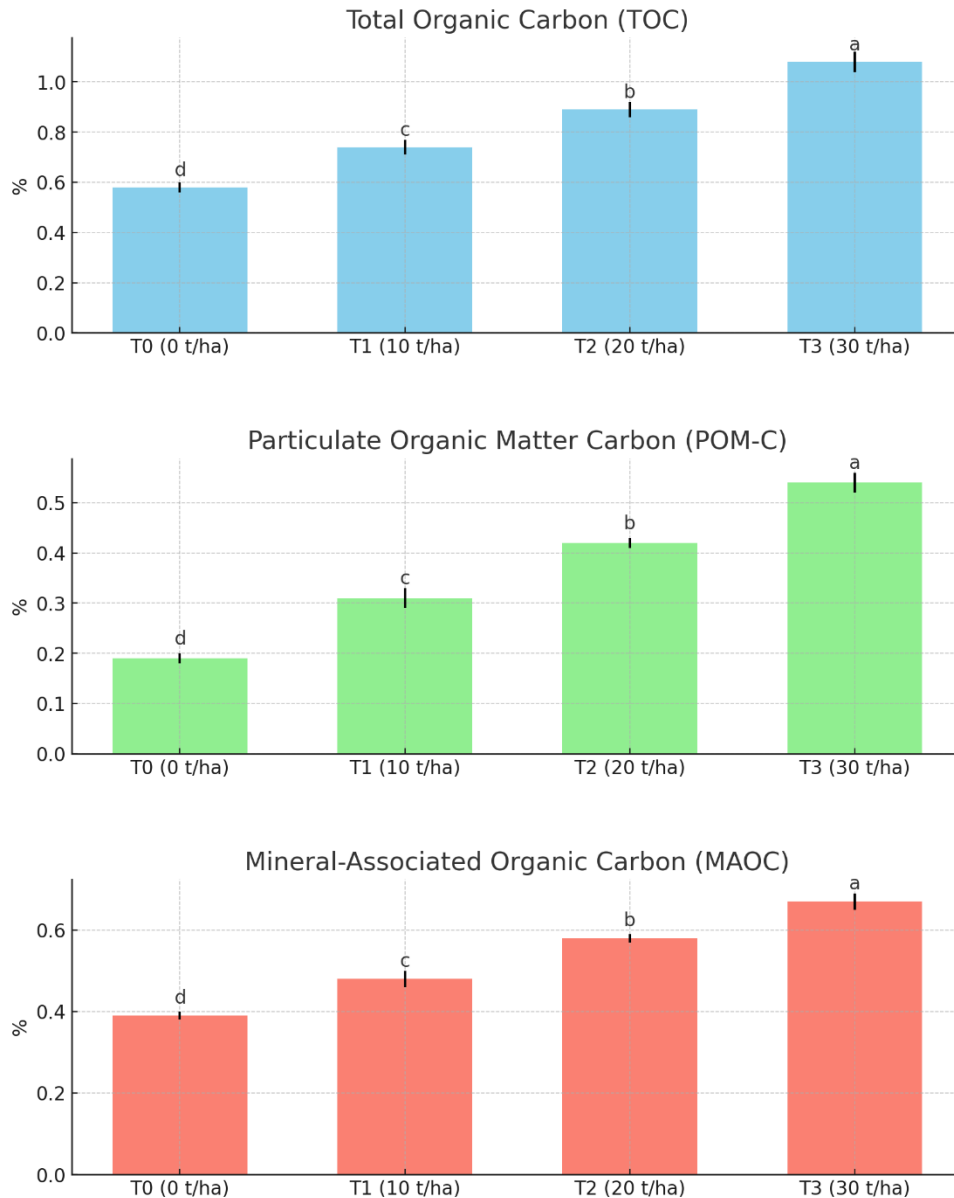 Total Organic Carbon (TOC)
%
1.0
0.8
0.6
0.4
0.2
0.0
d
c
b
a
T0 (0 t/ha)
T1 (10 t/ha)
T2 (20 t/ha)
T3 (30 t/ha)
Particulate Organic Matter Carbon (POM-C)
%
0.5
0.4
0.3
0.2
0.1
0.0
d
c
b
a
T0 (0 t/ha)
T1 (10 t/ha)
T2 (20 t/ha)
T3 (30 t/ha)
Mineral-Associated Organic Carbon (MAOC)
%
0.6
0.4
0.2
0.0
d
c
b
a
T0 (0 t/ha)
T1 (10 t/ha)
T2 (20 t/ha)
T3 (30 t/ha)